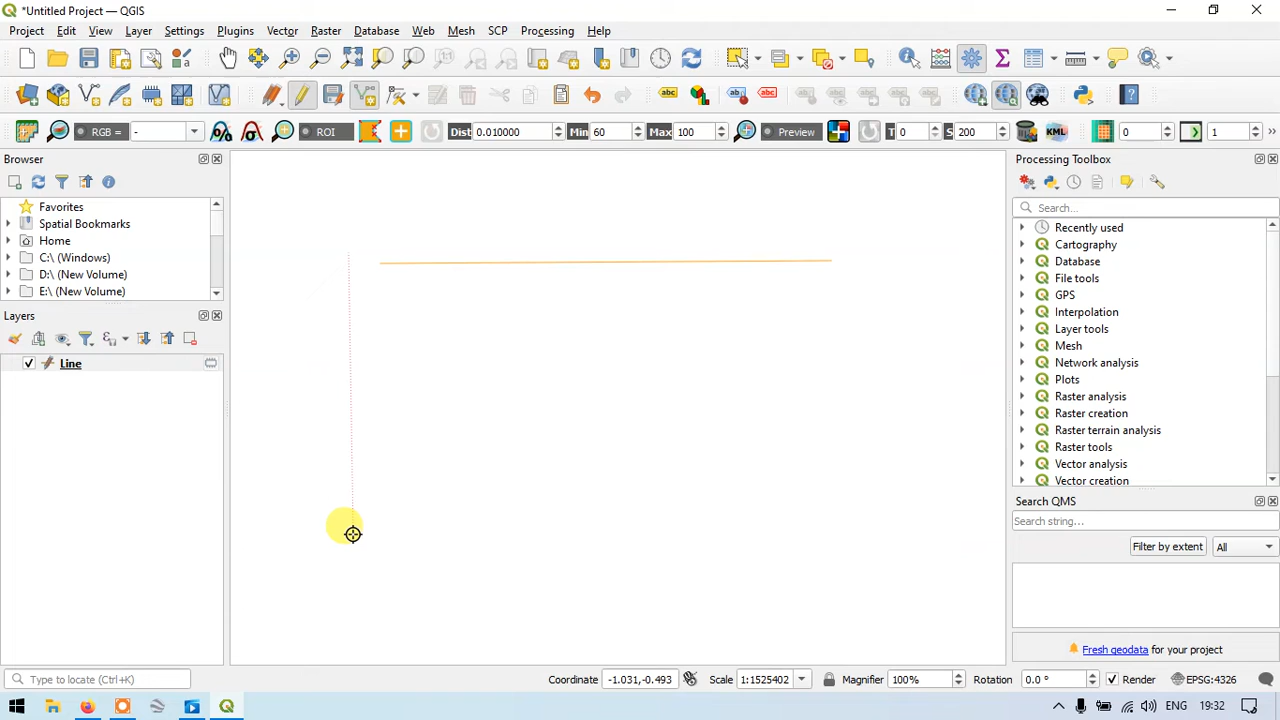 *Untitled Project — QGIS
Project Edit View Layer Settings Plugins Vector Raster Database Web Mesh SCP Processing Help
abc abc
RGB = - ROI Dist 0.010000 Min 60 Max 100 Preview T 0 S 200 KML 0 1 »
Browser
Favorites
Spatial Bookmarks
Home
C:\ (Windows)
D:\ (New Volume)
E:\ (New Volume)
Layers
Line
Processing Toolbox
Search...
Recently used
Cartography
Database
File tools
GPS
Interpolation
Layer tools
Mesh
Network analysis
Plots
Raster analysis
Raster creation
Raster terrain analysis
Raster tools
Vector analysis
Vector creation
Search QMS
Search string...
Filter by extent All
Fresh geodata for your project
Type to locate (Ctrl+K) Coordinate -1.031,-0.493 Scale 1:1525402 Magnifier 100% Rotation 0.0 ° Render EPSG:4326
ENG 19:32